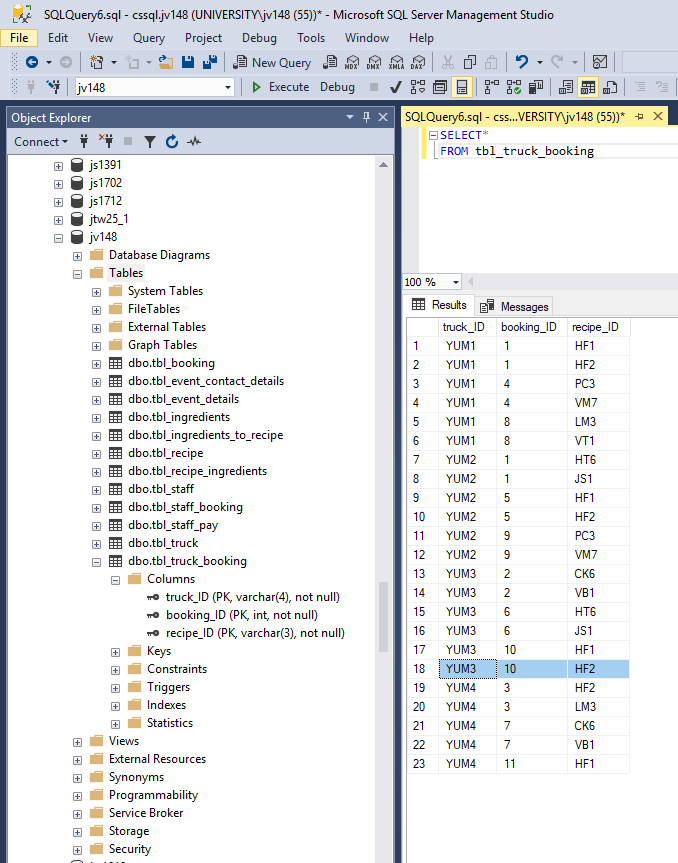 SQLQuery6.sql - cssql.jv148 (UNIVERSITY\jv148 (55))* - Microsoft SQL Server Management Studio
File Edit View Query Project Debug Tools Window Help
New Query MDX DMX XMLA DAX
jv148 Execute Debug
Object Explorer
Connect
js1391
js1702
js1712
jtw25_1
jv148
Database Diagrams
Tables
System Tables
FileTables
External Tables
Graph Tables
dbo.tbl_booking
dbo.tbl_event_contact_details
dbo.tbl_event_details
dbo.tbl_ingredients
dbo.tbl_ingredients_to_recipe
dbo.tbl_recipe
dbo.tbl_recipe_ingredients
dbo.tbl_staff
dbo.tbl_staff_booking
dbo.tbl_staff_pay
dbo.tbl_truck
dbo.tbl_truck_booking
Columns
truck_ID (PK, varchar(4), not null)
booking_ID (PK, int, not null)
recipe_ID (PK, varchar(3), not null)
Keys
Constraints
Triggers
Indexes
Statistics
Views
External Resources
Synonyms
Programmability
Service Broker
Storage
Security
SQLQuery6.sql - css...VERSITY\jv148 (55))*
SELECT*
FROM tbl_truck_booking
100 %
Results Messages
truck_ID booking_ID recipe_ID
1 YUM1 1 HF1
2 YUM1 1 HF2
3 YUM1 4 PC3
4 YUM1 4 VM7
5 YUM1 8 LM3
6 YUM1 8 VT1
7 YUM2 1 HT6
8 YUM2 1 JS1
9 YUM2 5 HF1
10 YUM2 5 HF2
11 YUM2 9 PC3
12 YUM2 9 VM7
13 YUM3 2 CK6
14 YUM3 2 VB1
15 YUM3 6 HT6
16 YUM3 6 JS1
17 YUM3 10 HF1
18 YUM3 10 HF2
19 YUM4 3 HF2
20 YUM4 3 LM3
21 YUM4 7 CK6
22 YUM4 7 VB1
23 YUM4 11 HF1